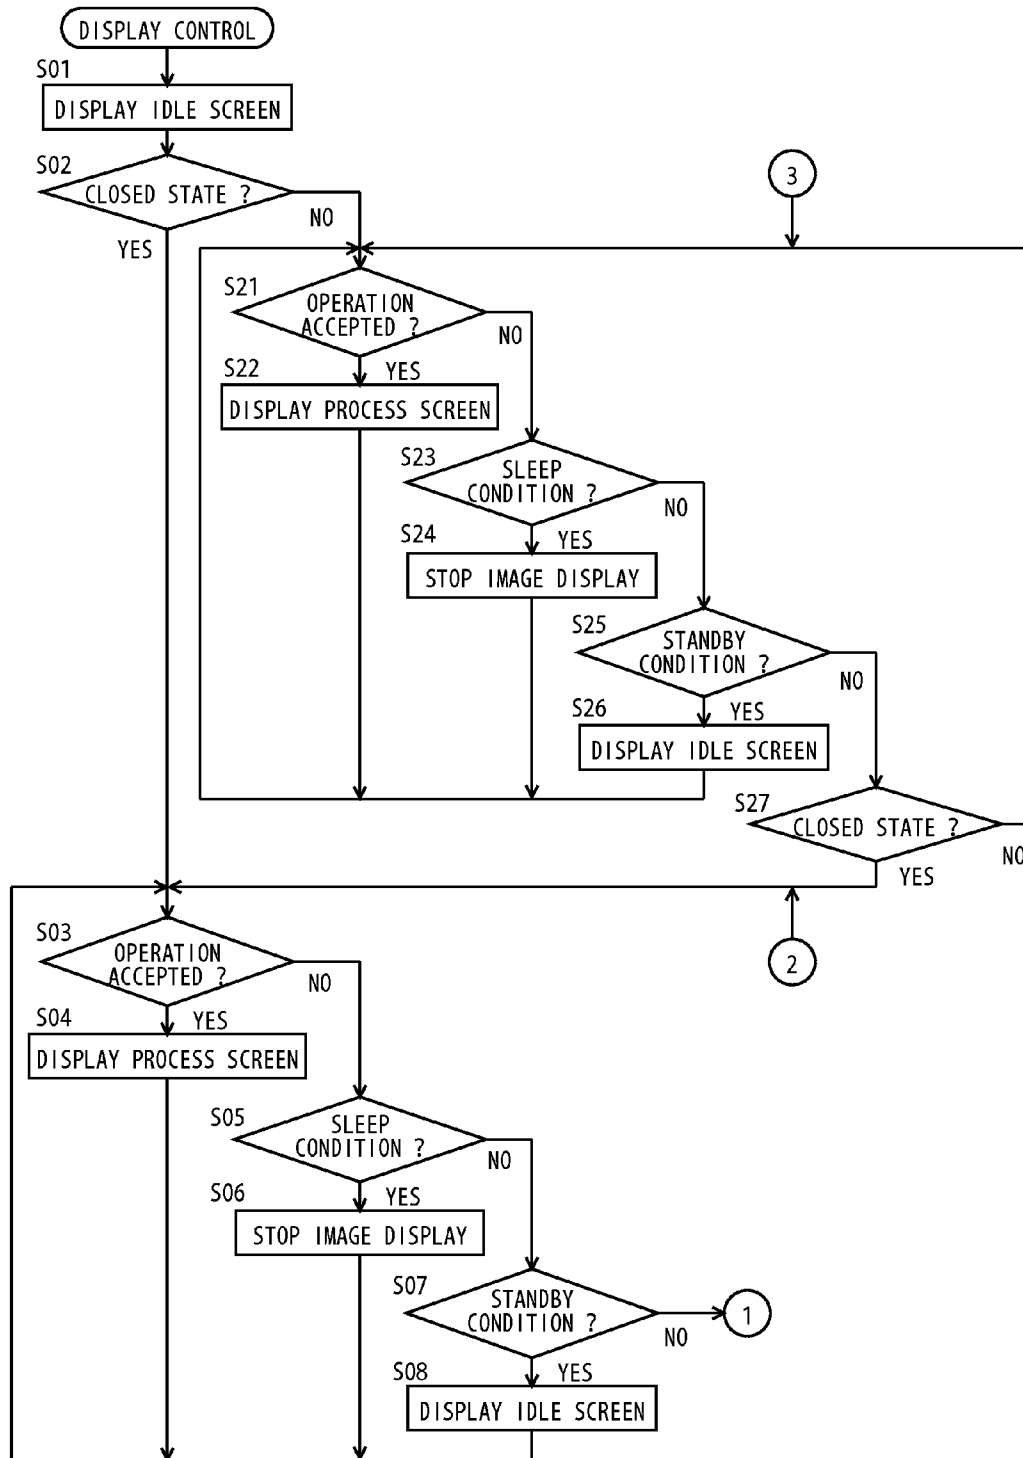 DISPLAY CONTROL
S01
DISPLAY IDLE SCREEN
S02
CLOSED STATE ?
NO
YES
3
S21
OPERATION
ACCEPTED ?
NO
YES
S22
DISPLAY PROCESS SCREEN
S23
SLEEP
CONDITION ?
NO
YES
S24
STOP IMAGE DISPLAY
S25
STANDBY
CONDITION ?
NO
YES
S26
DISPLAY IDLE SCREEN
S27
CLOSED STATE ?
NO
YES
2
S03
OPERATION
ACCEPTED ?
NO
YES
S04
DISPLAY PROCESS SCREEN
S05
SLEEP
CONDITION ?
NO
YES
S06
STOP IMAGE DISPLAY
S07
STANDBY
CONDITION ?
NO
1
YES
S08
DISPLAY IDLE SCREEN